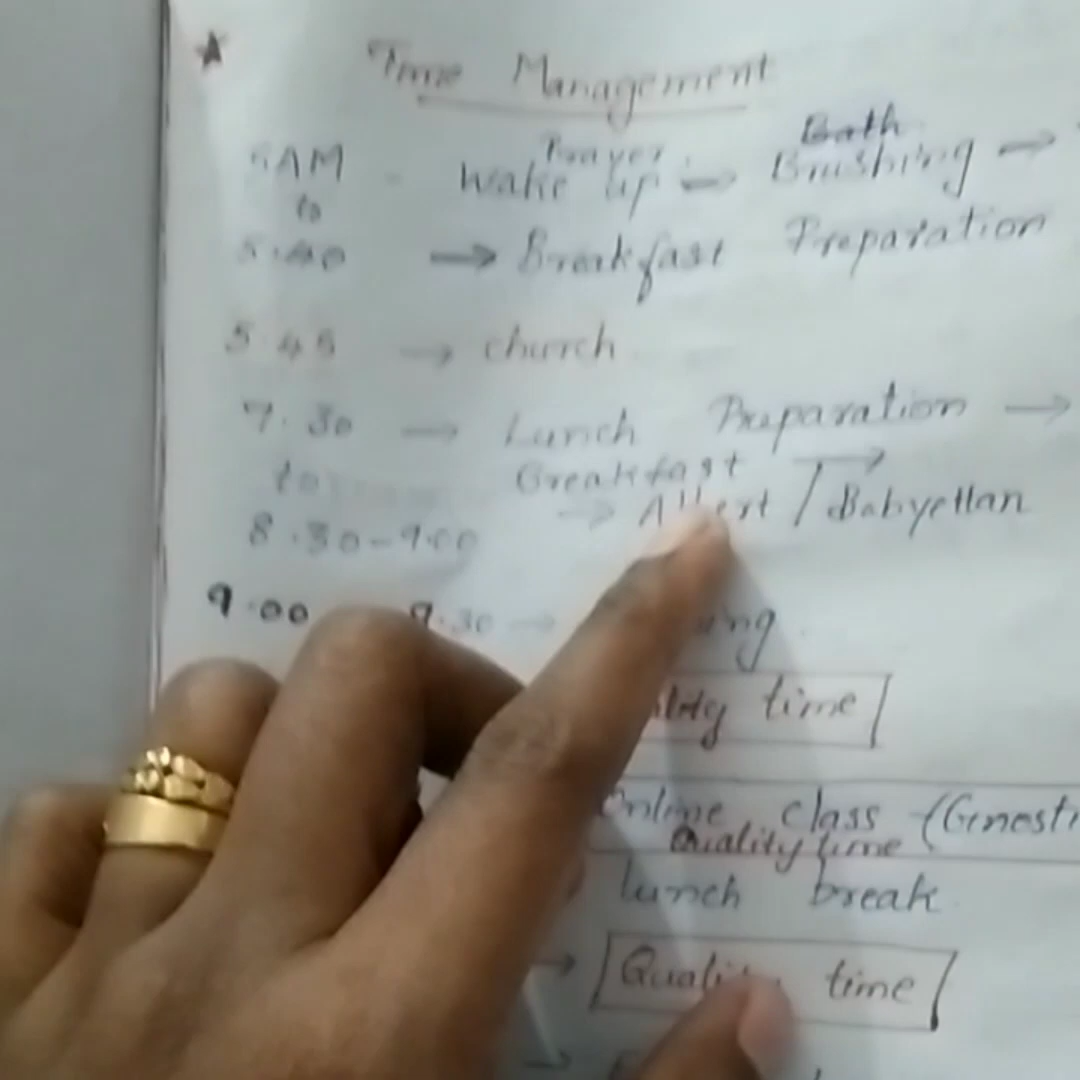 Time Management
Prayer Bath
AM - Wake up → Brushing →
to
5.40 → Breakfast Preparation
5.45 → church
7.30 → Lunch Preparation →
to Breakfast →
8.30-9.00 → Albert / Babyettan
9.00 9.30 →
time
Online class
Quality time
lunch break
→ Quality time
→